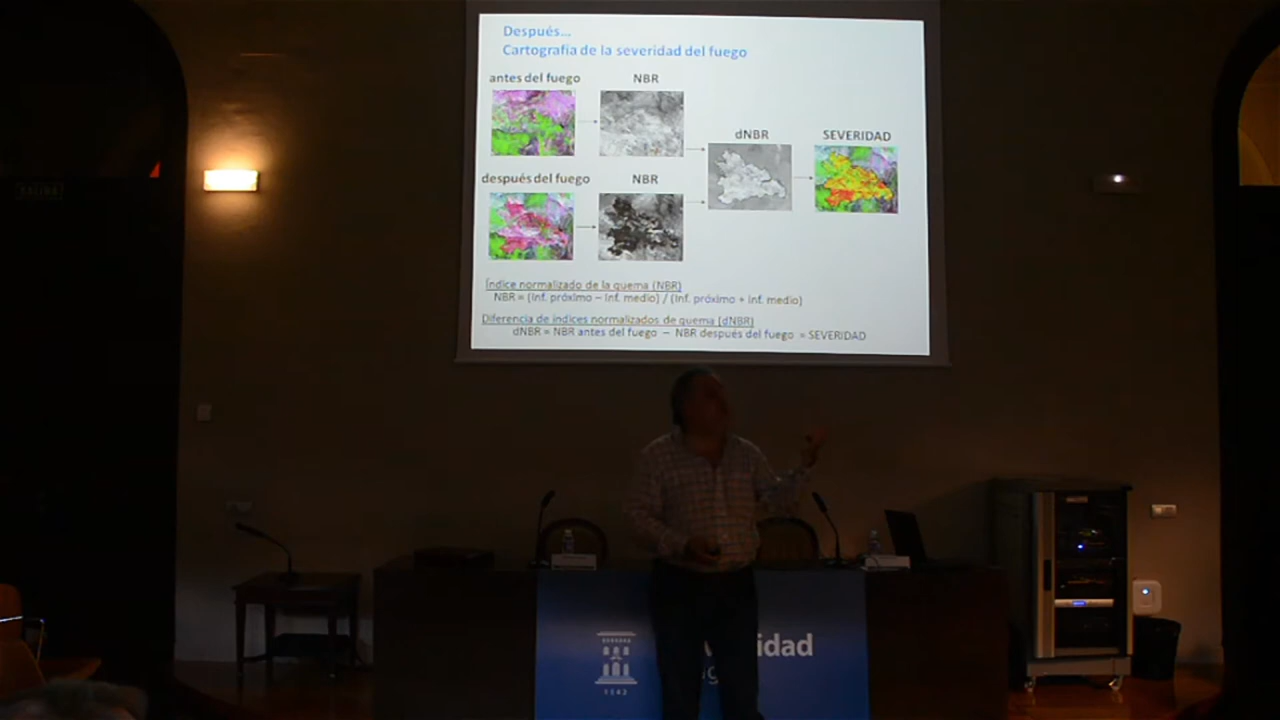 Después...
Cartografía de la severidad del fuego
antes del fuego
NBR
dNBR
SEVERIDAD
después del fuego
NBR
Índice normalizado de la quema (NBR)
NBR = (Inf. próximo – Inf. medio) / (Inf. próximo + Inf. medio)
Diferencia de índices normalizados de quema (dNBR)
dNBR = NBR antes del fuego – NBR después del fuego = SEVERIDAD
SALIDA
idad
1542